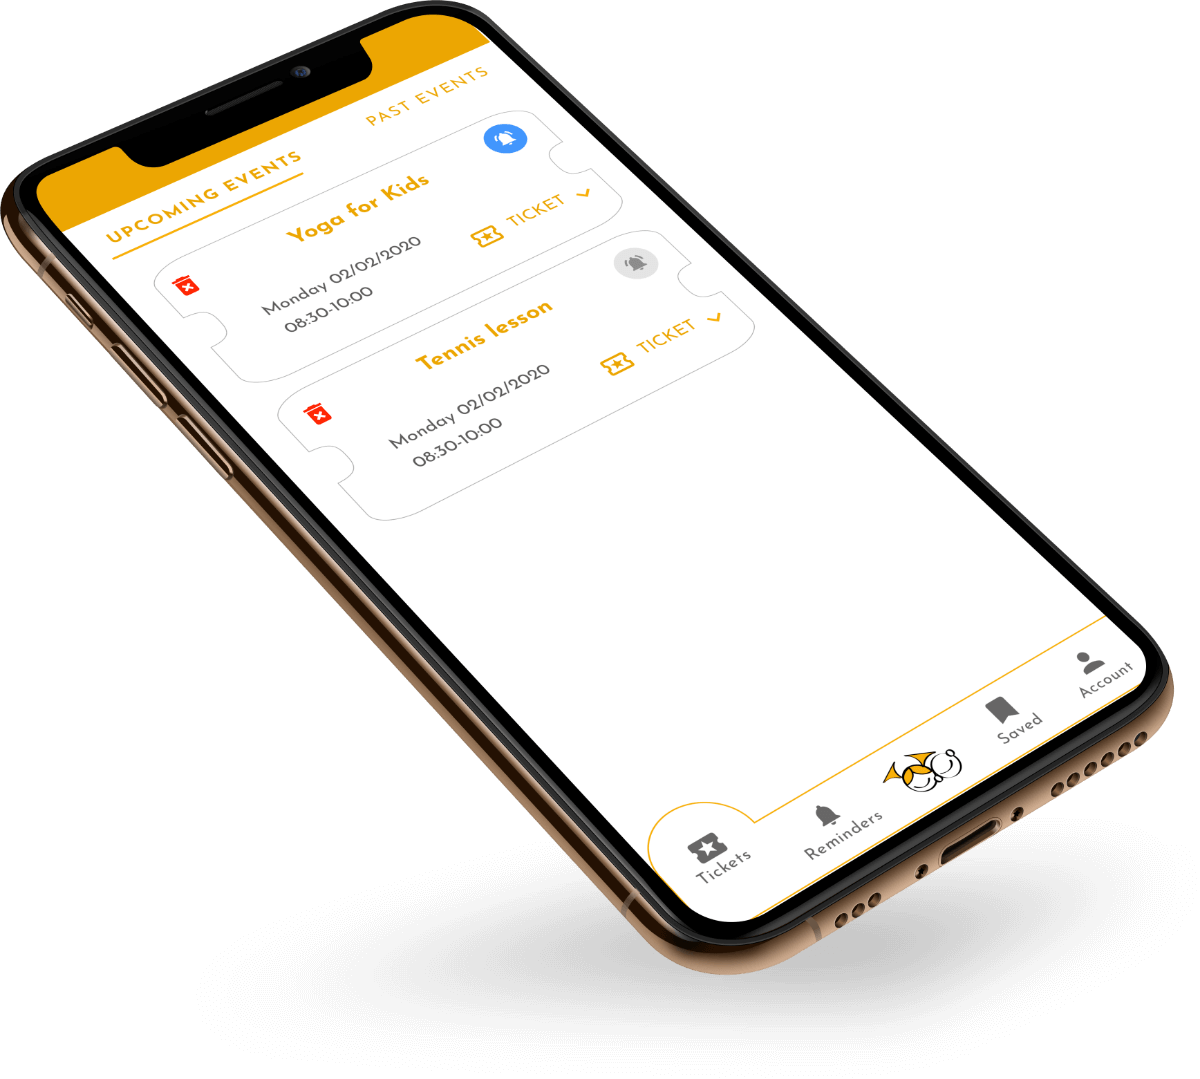 UPCOMING EVENTS
PAST EVENTS
Yoga for Kids
Monday 02/02/2020
08:30-10:00
TICKET
Tennis lesson
Monday 02/02/2020
08:30-10:00
TICKET
Tickets
Reminders
Saved
Account